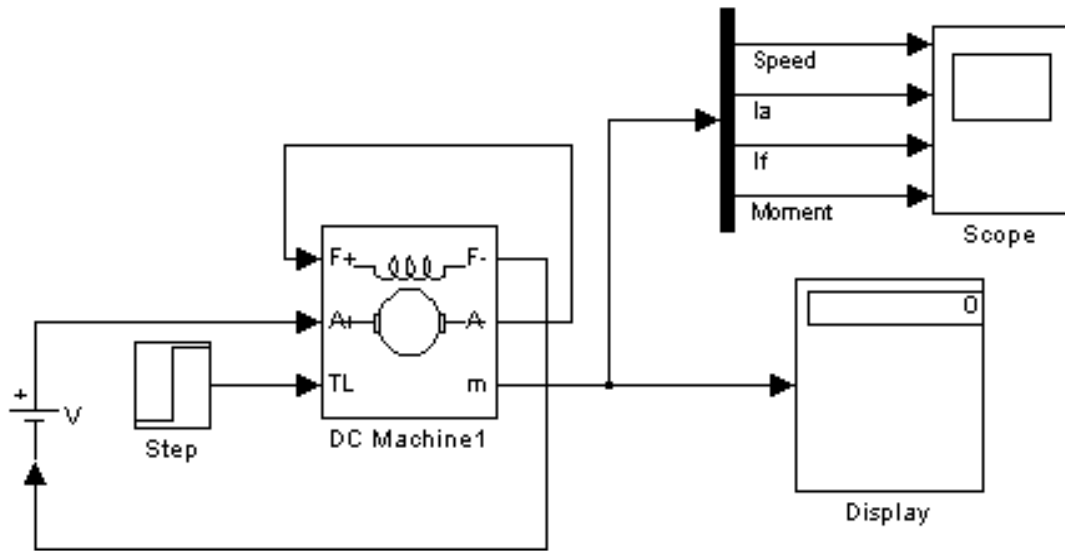 Speed
Ia
If
Moment
Scope
F+ F-
A+ A-
TL m
DC Machine1
+
V
Step
0
Display